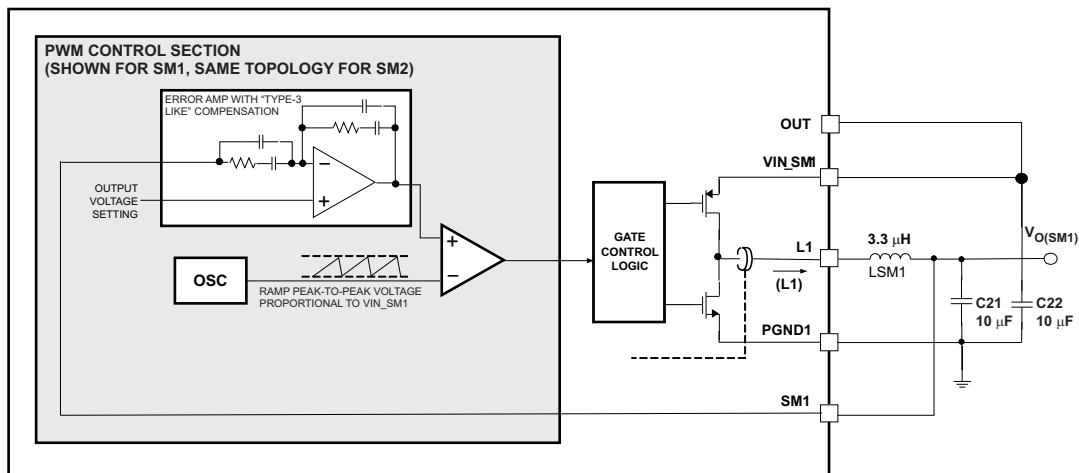 PWM CONTROL SECTION
(SHOWN FOR SM1, SAME TOPOLOGY FOR SM2)
ERROR AMP WITH “TYPE-3
LIKE” COMPENSATION
OUTPUT
VOLTAGE
SETTING
−
+
+
−
OSC
RAMP PEAK-TO-PEAK VOLTAGE
PROPORTIONAL TO VIN_SM1
GATE
CONTROL
LOGIC
OUT
VIN_SM1
L1
(L1)
PGND1
SM1
3.3 μH
LSM1
VO(SM1)
C21
10 μF
C22
10 μF